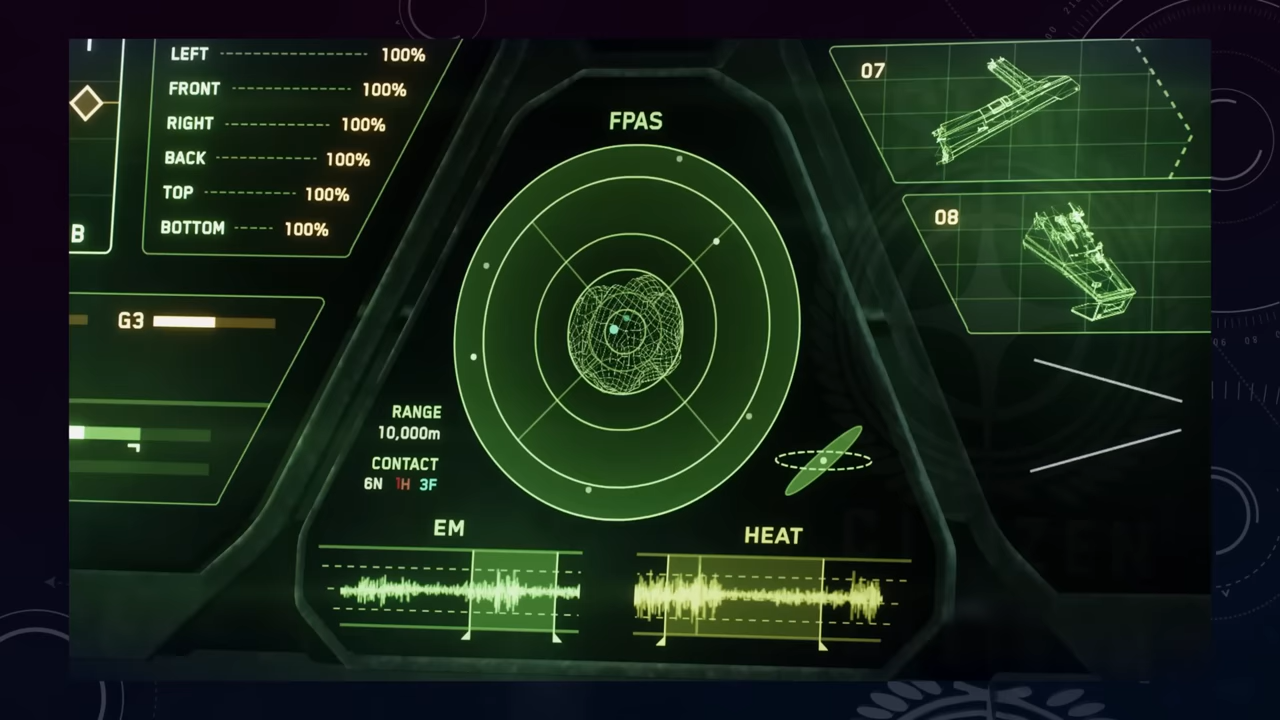 LEFT 100%
FRONT 100%
RIGHT 100%
BACK 100%
TOP 100%
BOTTOM 100%
B
G3
FPAS
RANGE
10,000m
CONTACT
6N 1H 3F
EM
HEAT
07
08